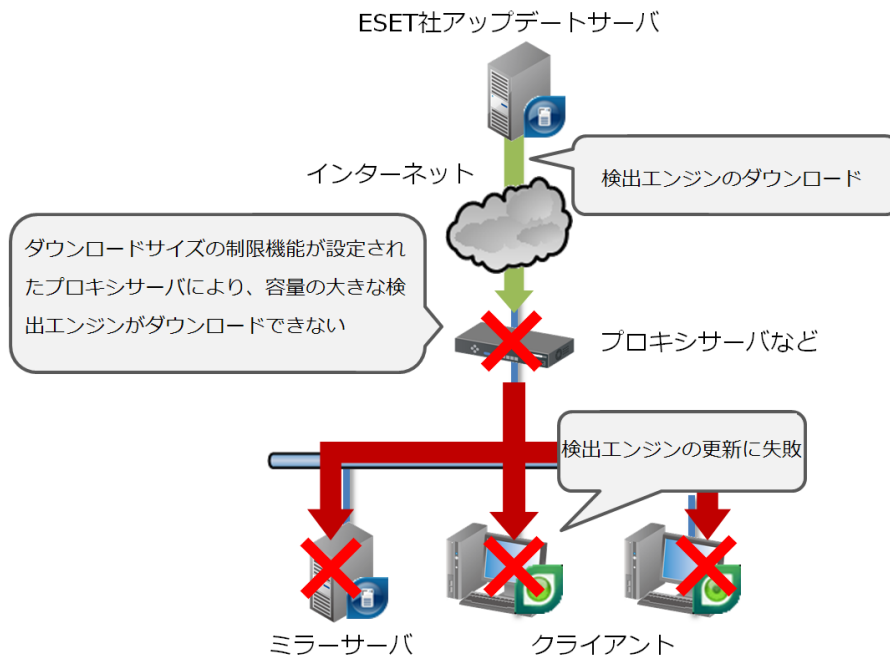 ESET社アップデートサーバ
検出エンジンのダウンロード
インターネット
ダウンロードサイズの制限機能が設定され
たプロキシサーバにより、容量の大きな検
出エンジンがダウンロードできない
プロキシサーバなど
検出エンジンの更新に失敗
ミラーサーバ
クライアント